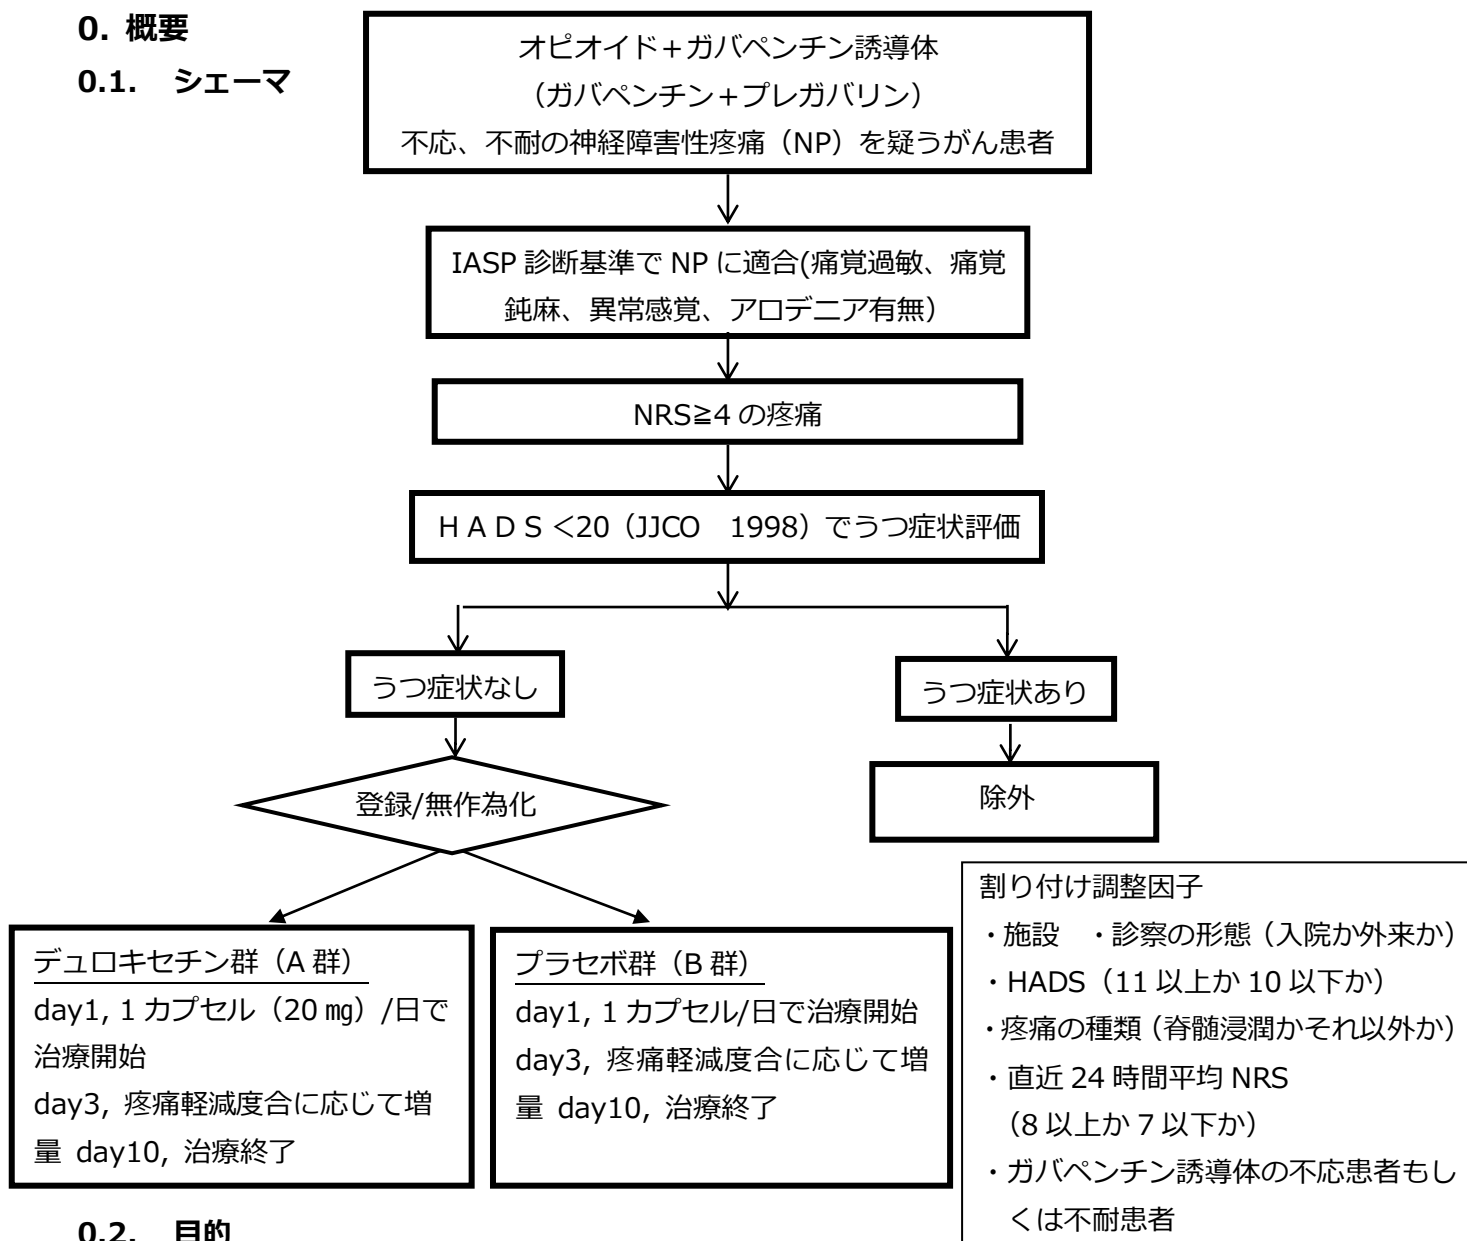 0. 概要
0.1. シェーマ
オピオイド＋ガバペンチン誘導体
（ガバペンチン＋プレガバリン）
不応、不耐の神経障害性疼痛（NP）を疑うがん患者
IASP 診断基準で NP に適合(痛覚過敏、痛覚
鈍麻、異常感覚、アロデニア有無）
NRS≧4 の疼痛
ＨＡＤＳ＜20（JJCO　1998）でうつ症状評価
うつ症状なし
うつ症状あり
登録/無作為化
除外
デュロキセチン群（A 群）
day1, 1 カプセル（20 ㎎）/日で
治療開始
day3, 疼痛軽減度合に応じて増
量 day10, 治療終了
プラセボ群（B 群）
day1, 1 カプセル/日で治療開始
day3, 疼痛軽減度合に応じて増
量 day10, 治療終了
割り付け調整因子
・施設　・診察の形態（入院か外来か）
・HADS（11 以上か 10 以下か）
・疼痛の種類（脊髄浸潤かそれ以外か）
・直近 24 時間平均 NRS
（8 以上か 7 以下か）
・ガバペンチン誘導体の不応患者もし
くは不耐患者
0.2. 目的